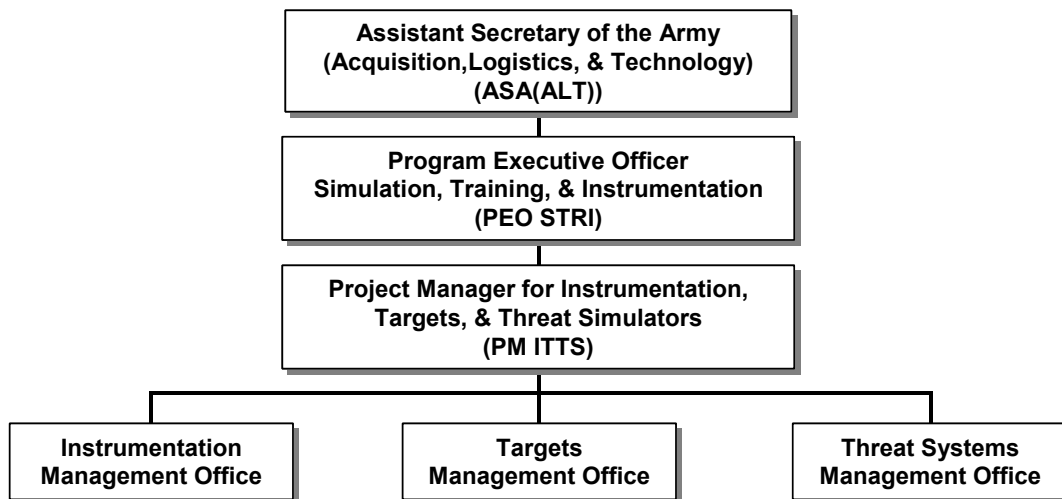 Assistant Secretary of the Army
(Acquisition,Logistics, & Technology)
(ASA(ALT))
Program Executive Officer
Simulation, Training, & Instrumentation
(PEO STRI)
Project Manager for Instrumentation,
Targets, & Threat Simulators
(PM ITTS)
Instrumentation
Management Office
Targets
Management Office
Threat Systems
Management Office